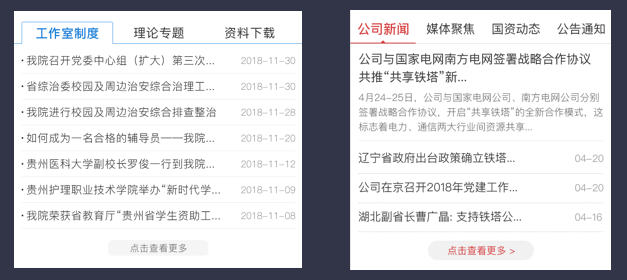 工作室制度 理论专题 资料下载
· 我院召开党委中心组（扩大）第三次... 2018-11-30
· 省综治委校园及周边治安综合治理工... 2018-11-30
· 我院进行校园及周边治安综合排查整治 2018-11-28
· 如何成为一名合格的辅导员——我院... 2018-11-20
· 贵州医科大学副校长罗俊一行到我院... 2018-11-12
· 贵州护理职业技术学院举办“新时代学... 2018-11-09
· 我院荣获省教育厅“贵州省学生资助工... 2018-11-08
点击查看更多
公司新闻 媒体聚焦 国资动态 公告通知
公司与国家电网南方电网签署战略合作协议
共推“共享铁塔”新...
4月24-25日，公司与国家电网公司、南方电网公司分别
签署战略合作协议，开启“共享铁塔”的全新合作模式，这
标志着电力、通信两大行业间资源共享...
辽宁省政府出台政策确立铁塔... 04-20
公司在京召开2018年党建工作... 04-20
湖北副省长曹广晶: 支持铁塔公... 04-16
点击查看更多 >